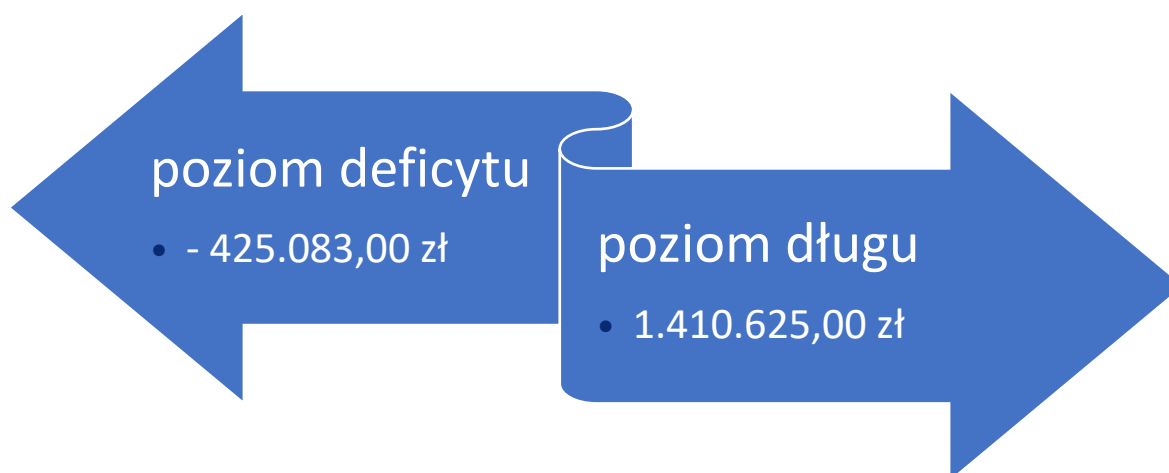 poziom deficytu
• - 425.083,00 zł
poziom długu
• 1.410.625,00 zł